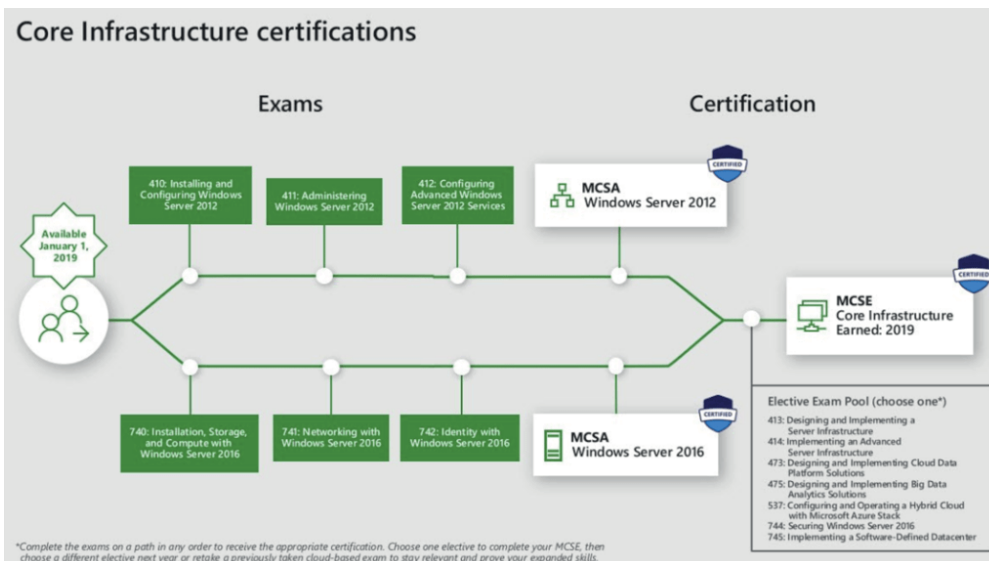 Core Infrastructure certifications
Exams
Certification
410: Installing and
Configuring Windows
Server 2012
411: Administering
Windows Server 2012
412: Configuring
Advanced Windows
Server 2012 Services
CERTIFIED
MCSA
Windows Server 2012
Available
January 1,
2019
CERTIFIED
MCSE
Core Infrastructure
Earned: 2019
740: Installation, Storage,
and Compute with
Windows Server 2016
741: Networking with
Windows Server 2016
742: Identity with
Windows Server 2016
CERTIFIED
MCSA
Windows Server 2016
Elective Exam Pool (choose one*)
413: Designing and Implementing a
Server Infrastructure
414: Implementing an Advanced
Server Infrastructure
473: Designing and Implementing Cloud Data
Platform Solutions
475: Designing and Implementing Big Data
Analytics Solutions
537: Configuring and Operating a Hybrid Cloud
with Microsoft Azure Stack
744: Securing Windows Server 2016
745: Implementing a Software-Defined Datacenter
*Complete the exams on a path in any order to receive the appropriate certification. Choose one elective to complete your MCSE, then
choose a different elective next year or retake a previously taken cloud-based exam to stay relevant and prove your expanded skills.